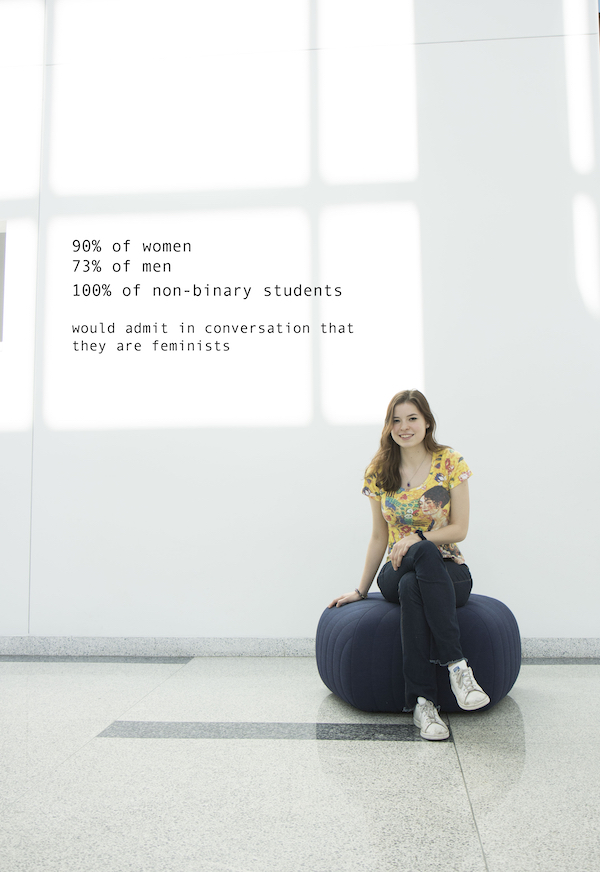 90% of women
73% of men
100% of non-binary students
would admit in conversation that
they are feminists